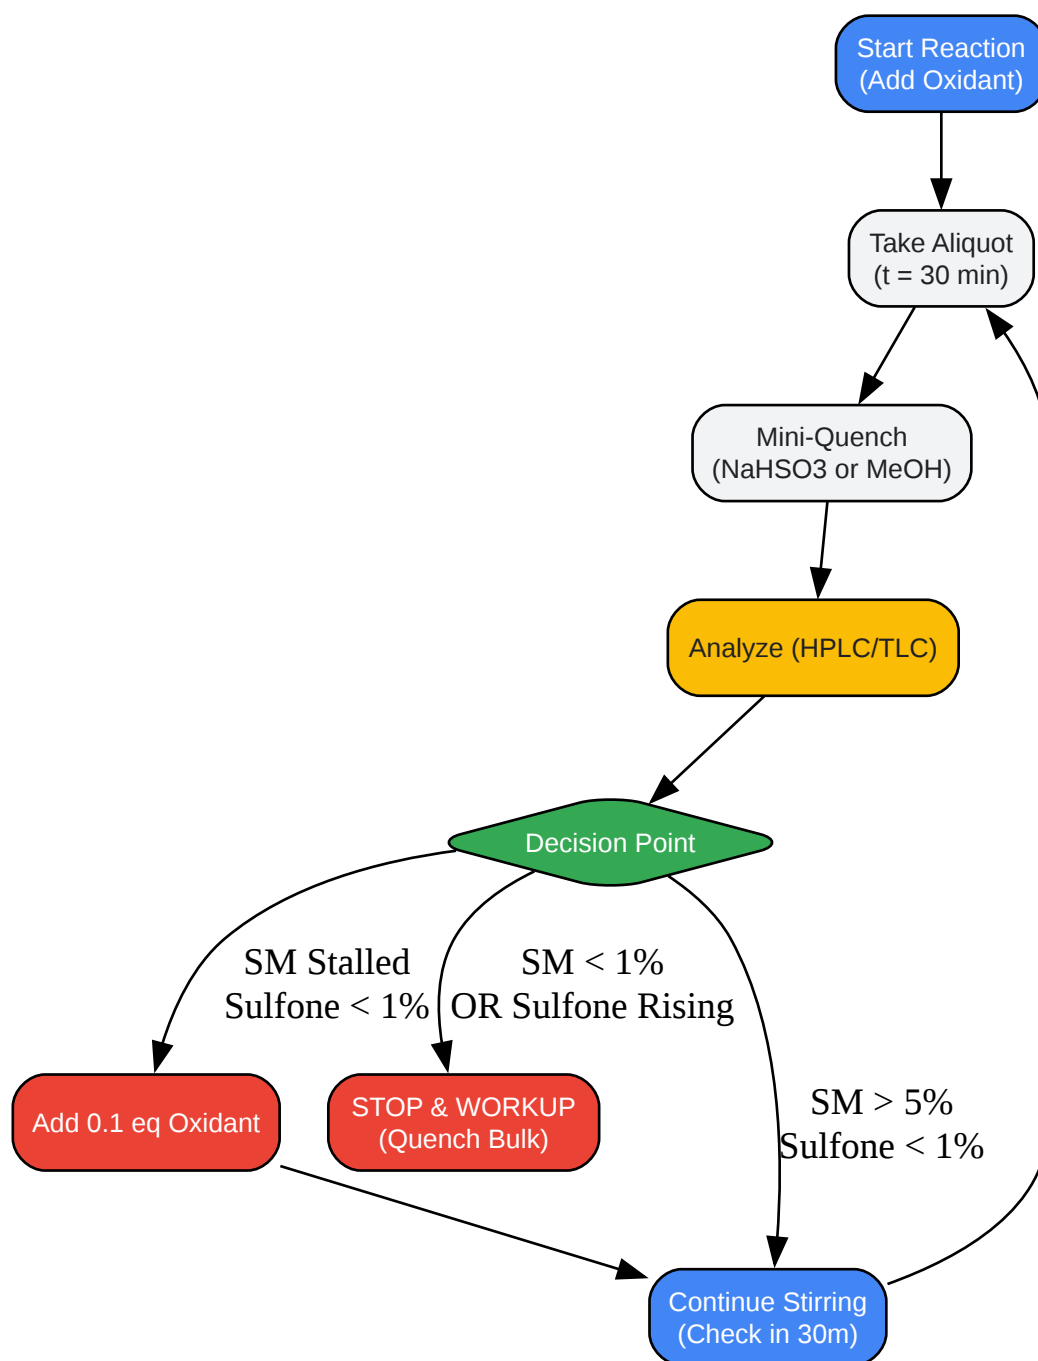 Start Reaction
(Add Oxidant)
Take Aliquot
(t = 30 min)
Mini-Quench
(NaHSO3 or MeOH)
Analyze (HPLC/TLC)
Decision Point
SM Stalled
Sulfone < 1%
SM < 1%
OR Sulfone Rising
SM > 5%
Sulfone < 1%
Add 0.1 eq Oxidant
STOP & WORKUP
(Quench Bulk)
Continue Stirring
(Check in 30m)